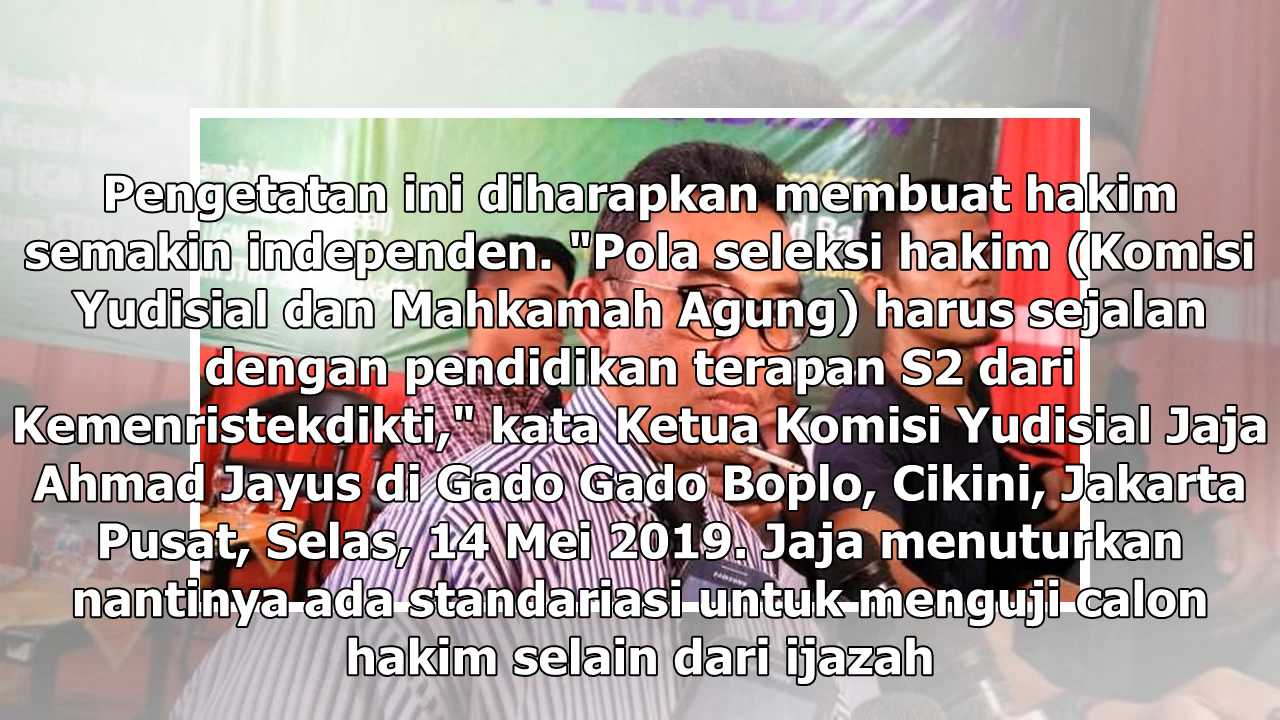 Pengetatan ini diharapkan membuat hakim
semakin independen. "Pola seleksi hakim (Komisi
Yudisial dan Mahkamah Agung) harus sejalan
dengan pendidikan terapan S2 dari
Kemenristekdikti," kata Ketua Komisi Yudisial Jaja
Ahmad Jayus di Gado Gado Boplo, Cikini, Jakarta
Pusat, Selas, 14 Mei 2019. Jaja menuturkan
nantinya ada standariasi untuk menguji calon
hakim selain dari ijazah